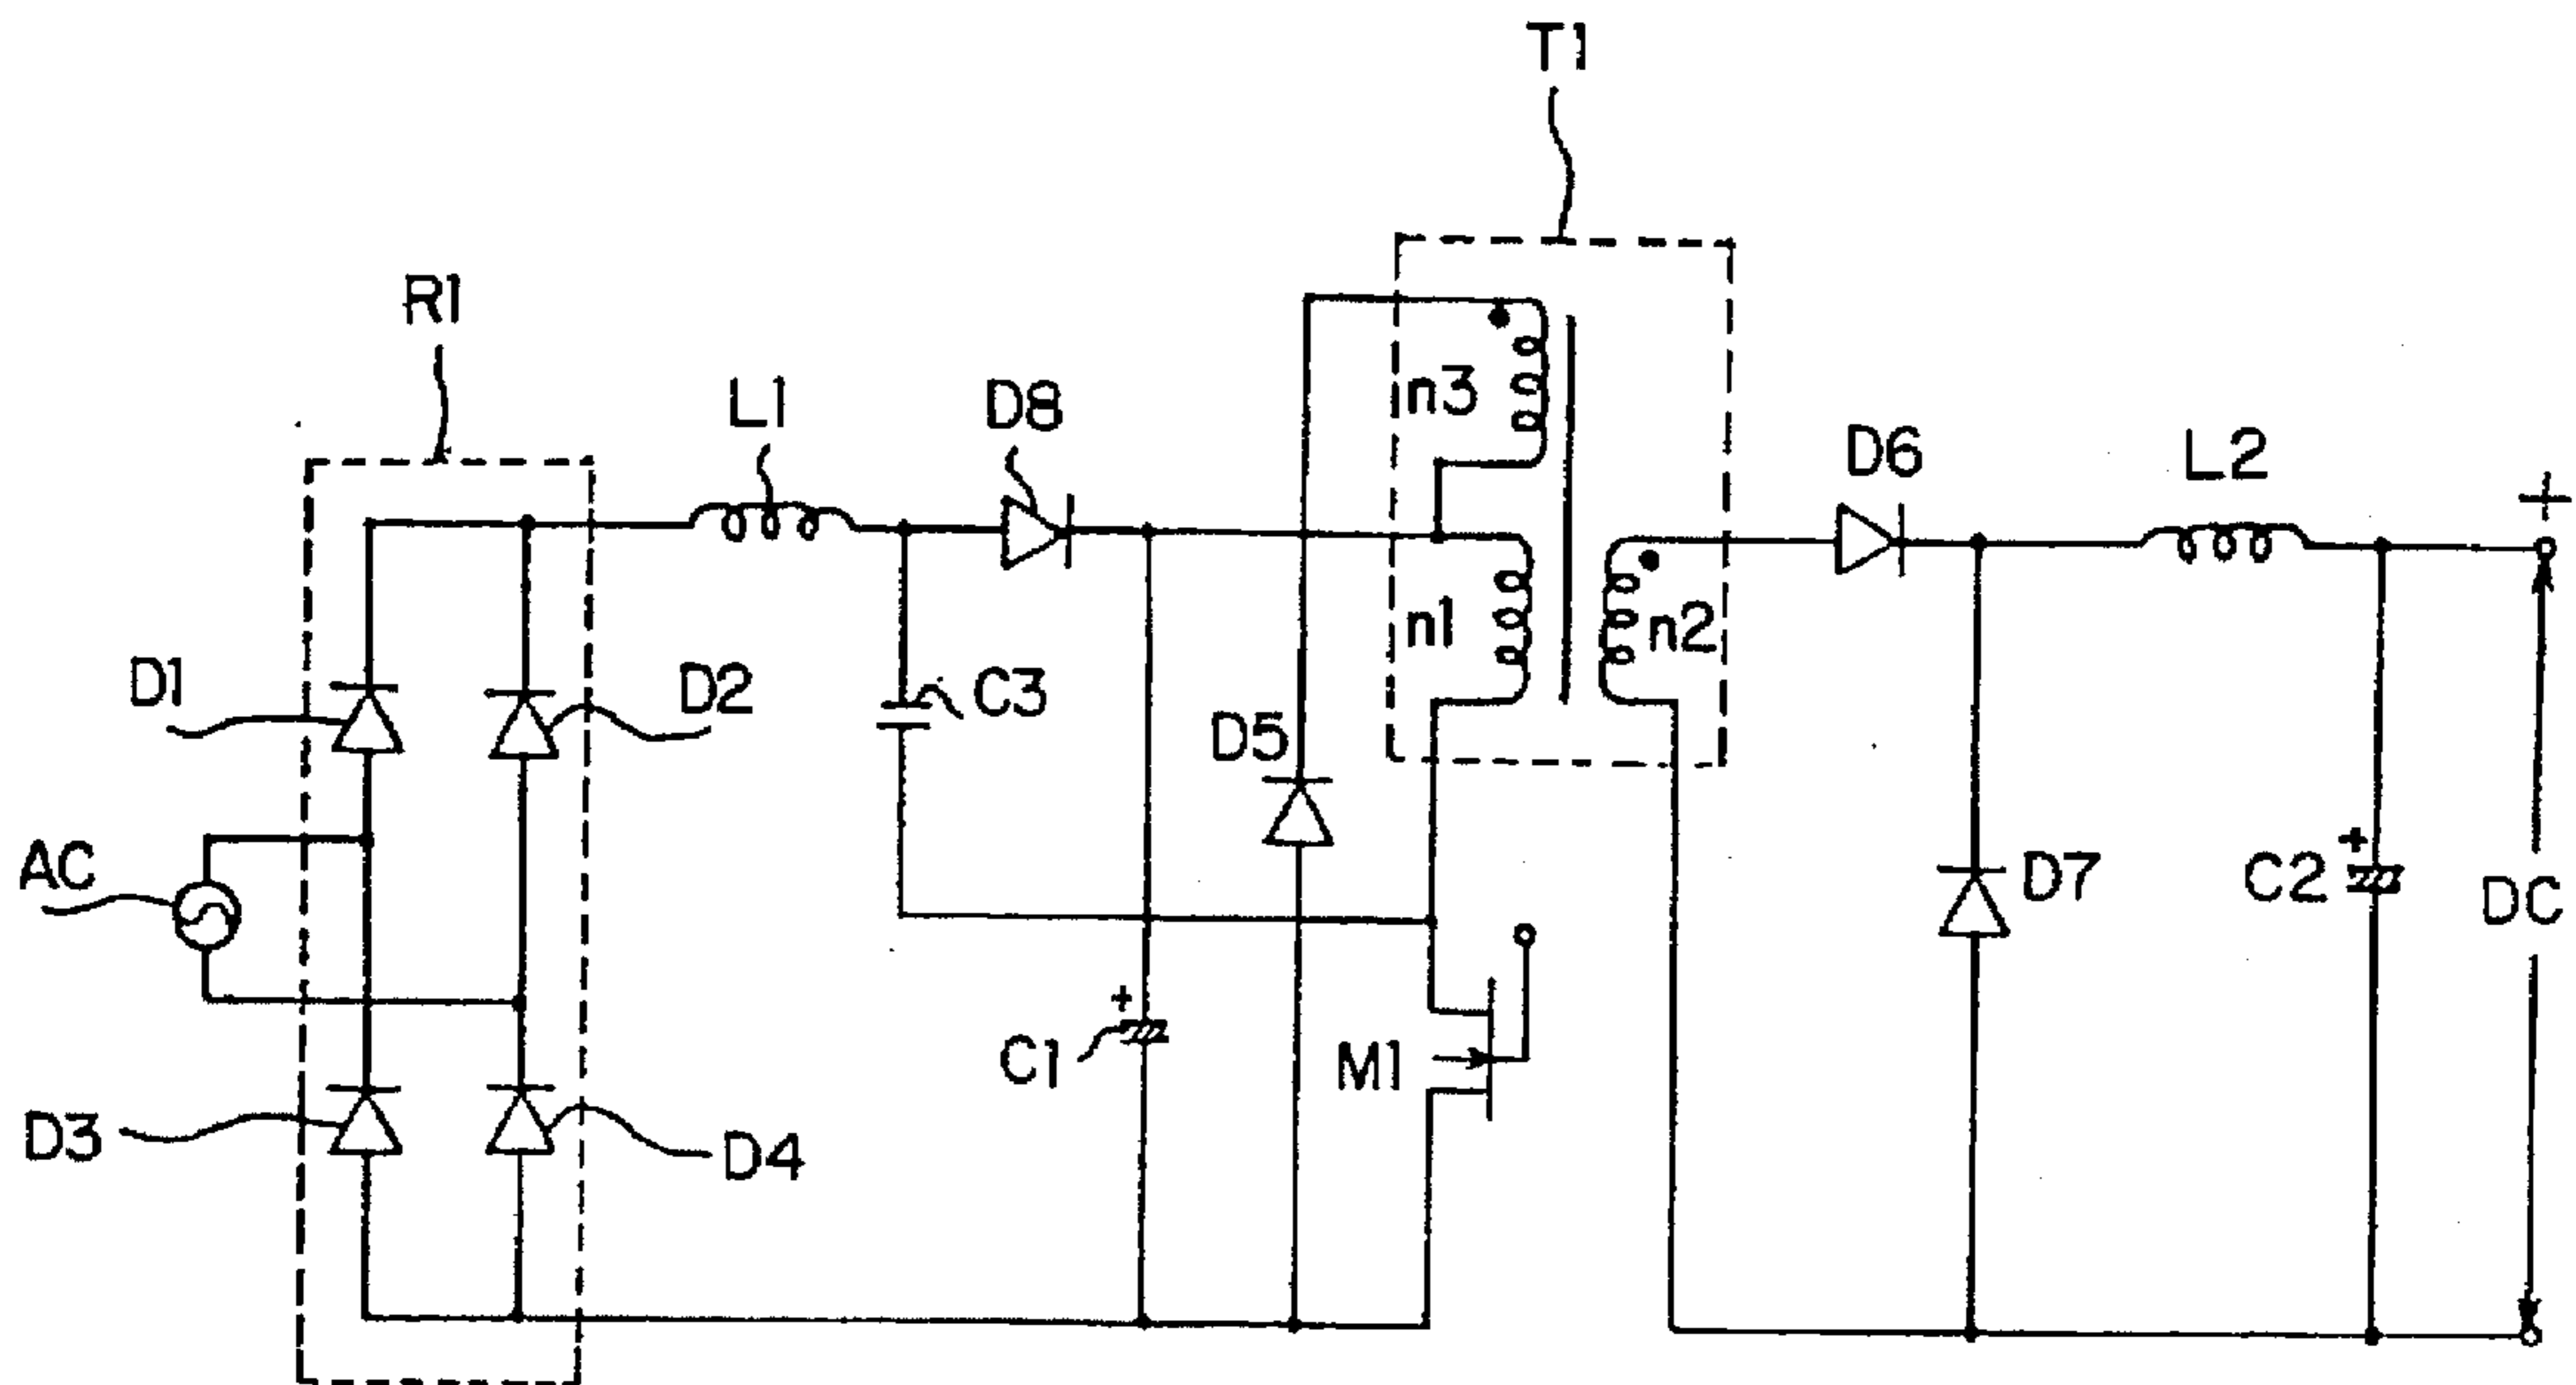 T1
R1
L1
D8
n3
D6
L2
+
n1
n2
D1
D2
C3
D5
AC
+
C2
D7
DC
+
C1
M1
D3
D4